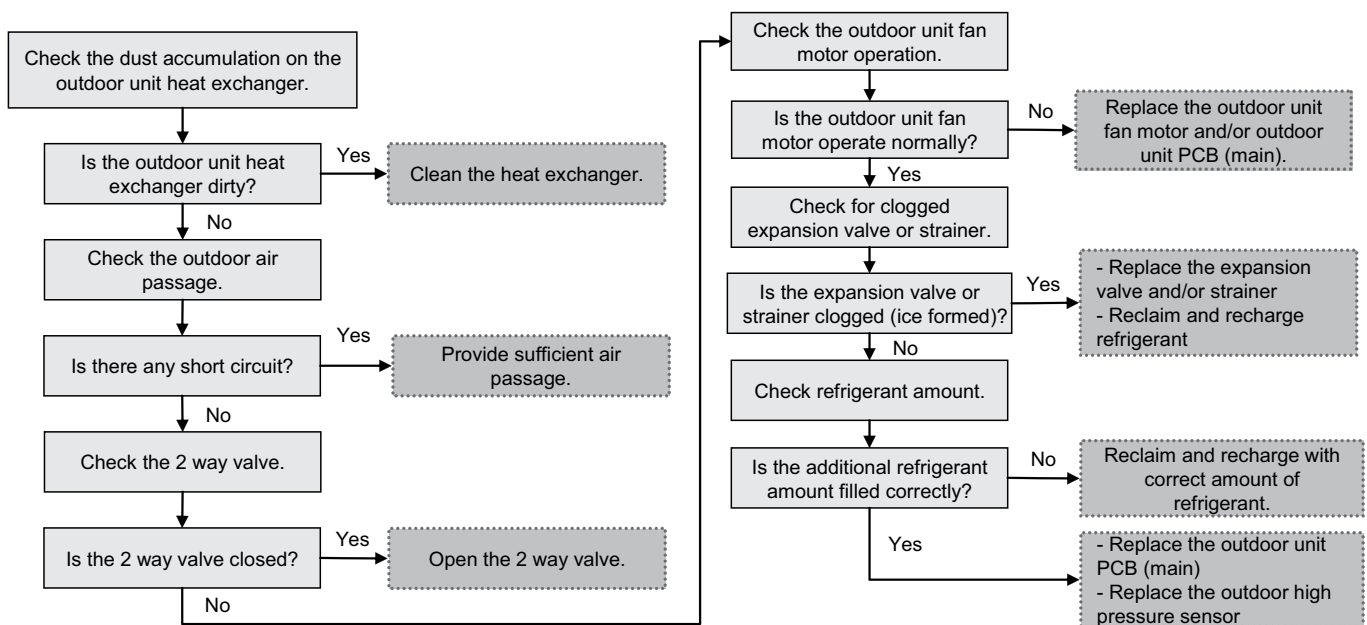 Check the dust accumulation on the
outdoor unit heat exchanger.
Is the outdoor unit heat
exchanger dirty?
Yes
Clean the heat exchanger.
No
Check the outdoor air
passage.
Is there any short circuit?
Yes
Provide sufficient air
passage.
No
Check the 2 way valve.
Is the 2 way valve closed?
Yes
Open the 2 way valve.
No
Check the outdoor unit fan
motor operation.
Is the outdoor unit fan
motor operate normally?
No
Replace the outdoor unit
fan motor and/or outdoor
unit PCB (main).
Yes
Check for clogged
expansion valve or strainer.
Is the expansion valve or
strainer clogged (ice formed)?
Yes
- Replace the expansion
valve and/or strainer
- Reclaim and recharge
refrigerant
No
Check refrigerant amount.
Is the additional refrigerant
amount filled correctly?
No
Reclaim and recharge with
correct amount of
refrigerant.
Yes
- Replace the outdoor unit
PCB (main)
- Replace the outdoor high
pressure sensor